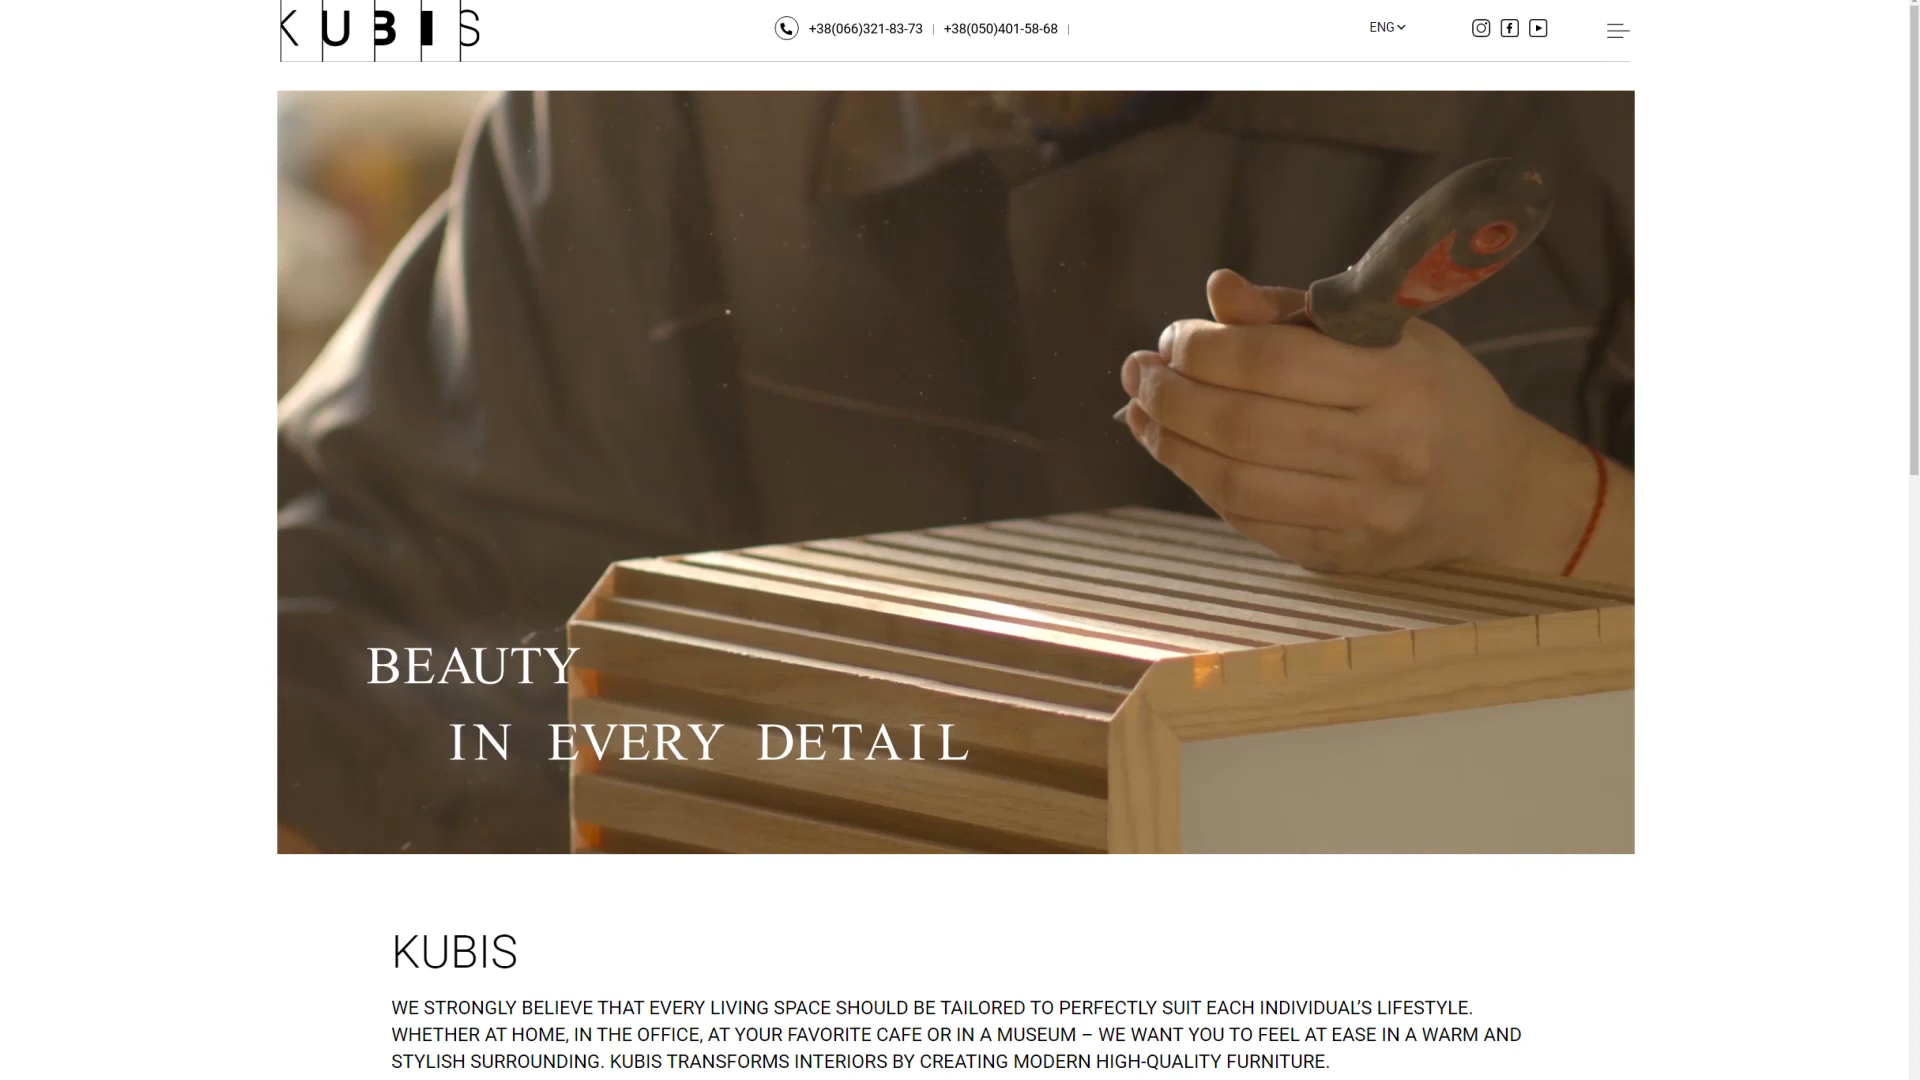 KUBIS
+38(066)321-83-73 | +38(050)401-58-68 |
ENG
BEAUTY
IN EVERY DETAIL
KUBIS
WE STRONGLY BELIEVE THAT EVERY LIVING SPACE SHOULD BE TAILORED TO PERFECTLY SUIT EACH INDIVIDUAL’S LIFESTYLE.
WHETHER AT HOME, IN THE OFFICE, AT YOUR FAVORITE CAFE OR IN A MUSEUM – WE WANT YOU TO FEEL AT EASE IN A WARM AND
STYLISH SURROUNDING. KUBIS TRANSFORMS INTERIORS BY CREATING MODERN HIGH-QUALITY FURNITURE.